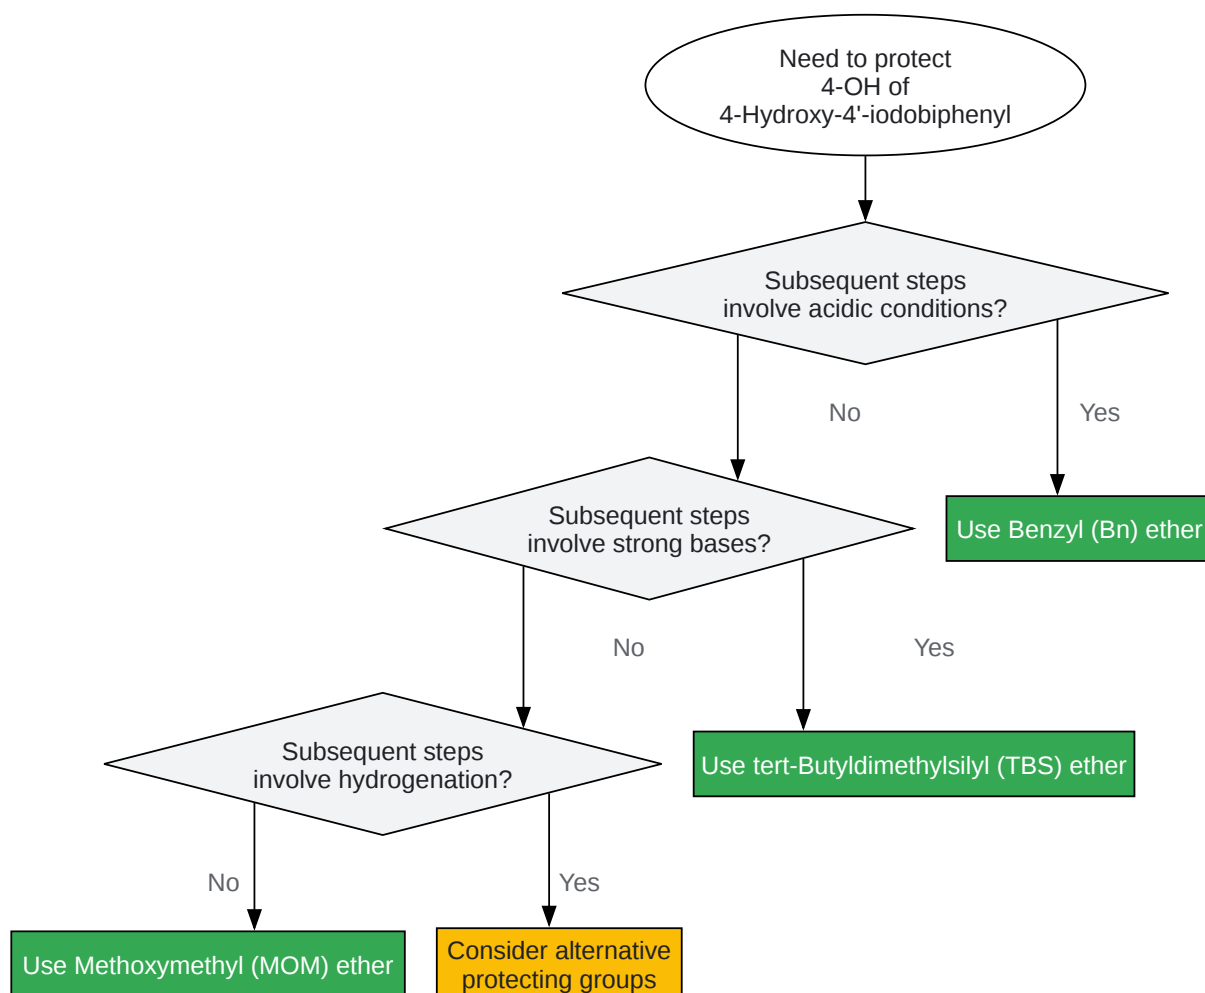 Need to protect
4-OH of
4-Hydroxy-4'-iodobiphenyl
Subsequent steps
involve acidic conditions?
No
Yes
Subsequent steps
involve strong bases?
Use Benzyl (Bn) ether
No
Yes
Subsequent steps
involve hydrogenation?
Use tert-Butyldimethylsilyl (TBS) ether
No
Yes
Use Methoxymethyl (MOM) ether
Consider alternative
protecting groups